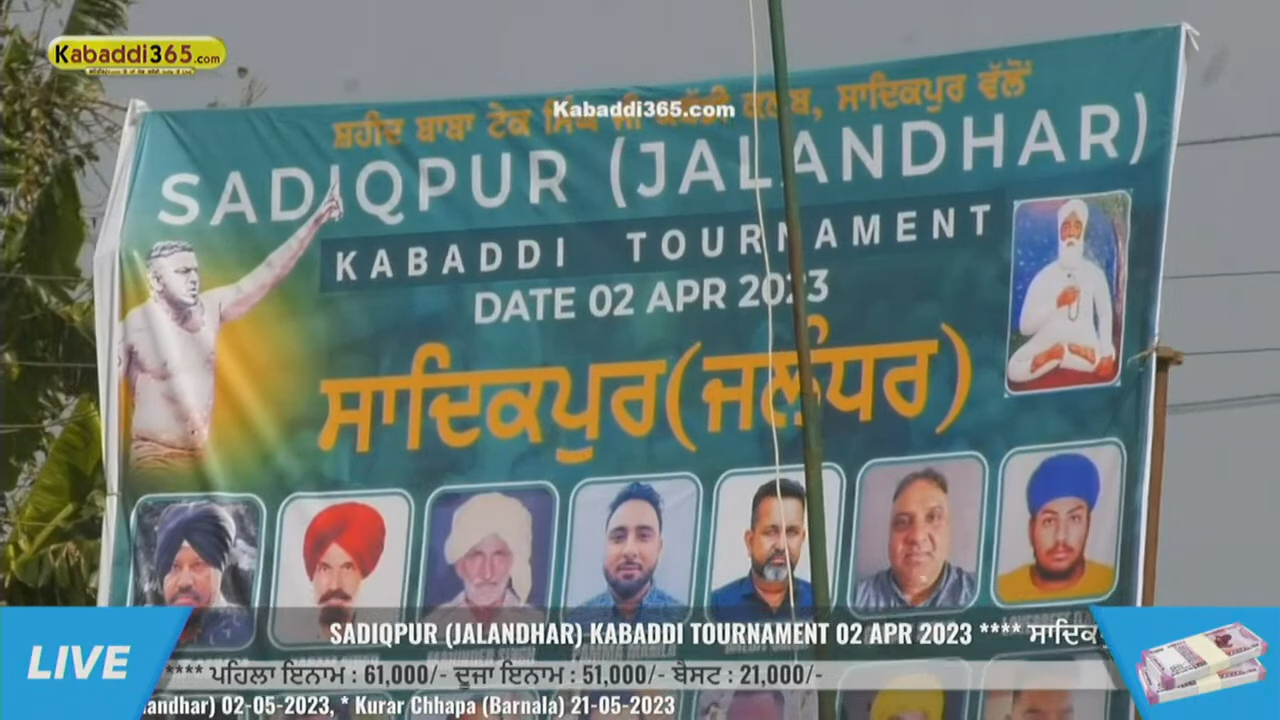 Kabaddi365.com
Kabaddi365.com
ਸ਼ਹੀਦ ਬਾਬਾ ਟੇਕ ਸਿੰਘ ਜੀ ਕਬੱਡੀ ਕਲੱਬ, ਸਾਦਿਕਪੁਰ ਵੱਲੋਂ
SADIQPUR (JALANDHAR)
KABADDI TOURNAMENT
DATE 02 APR 2023
ਸਾਦਿਕਪੁਰ (ਜਲੰਧਰ)
LIVE
SADIQPUR (JALANDHAR) KABADDI TOURNAMENT 02 APR 2023 **** ਸਾਦਿਕ
**** ਪਹਿਲਾ ਇਨਾਮ : 61,000/- ਦੂਜਾ ਇਨਾਮ : 51,000/- ਬੈਸਟ : 21,000/-
andhar) 02-05-2023, * Kurar Chhapa (Barnala) 21-05-2023